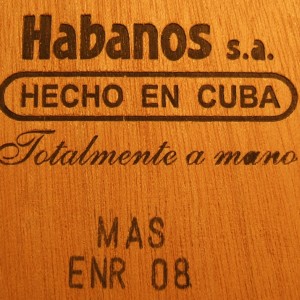 Habanos s.a.
HECHO EN CUBA
Totalmente a mano
MAS
ENR 08